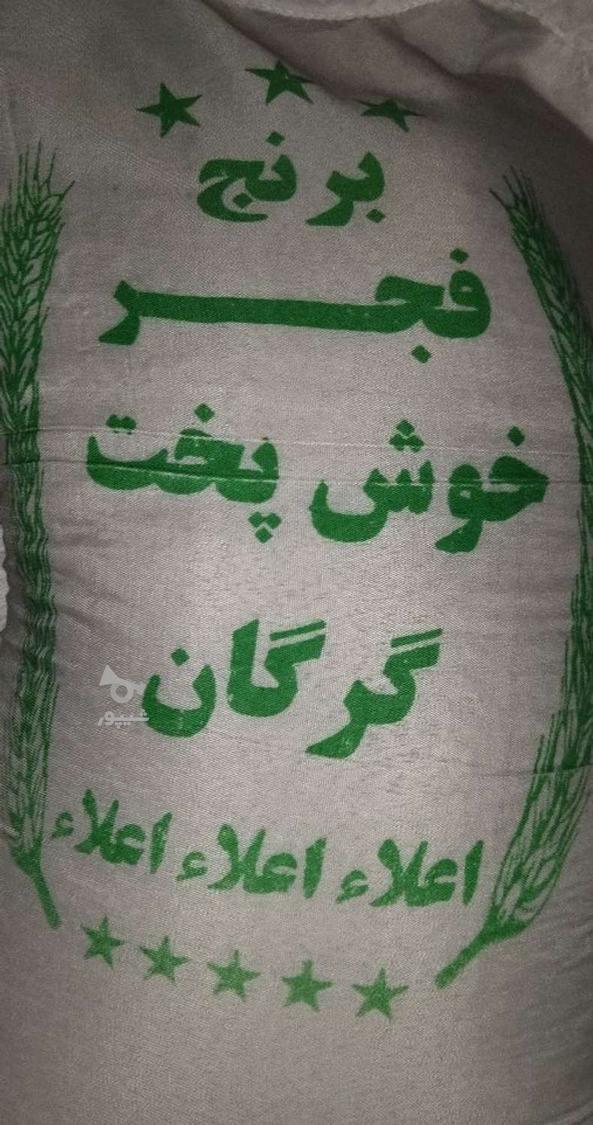 برنج
فجر
خوش پخت
گرگان
شیپور
اعلاء اعلاء اعلاء